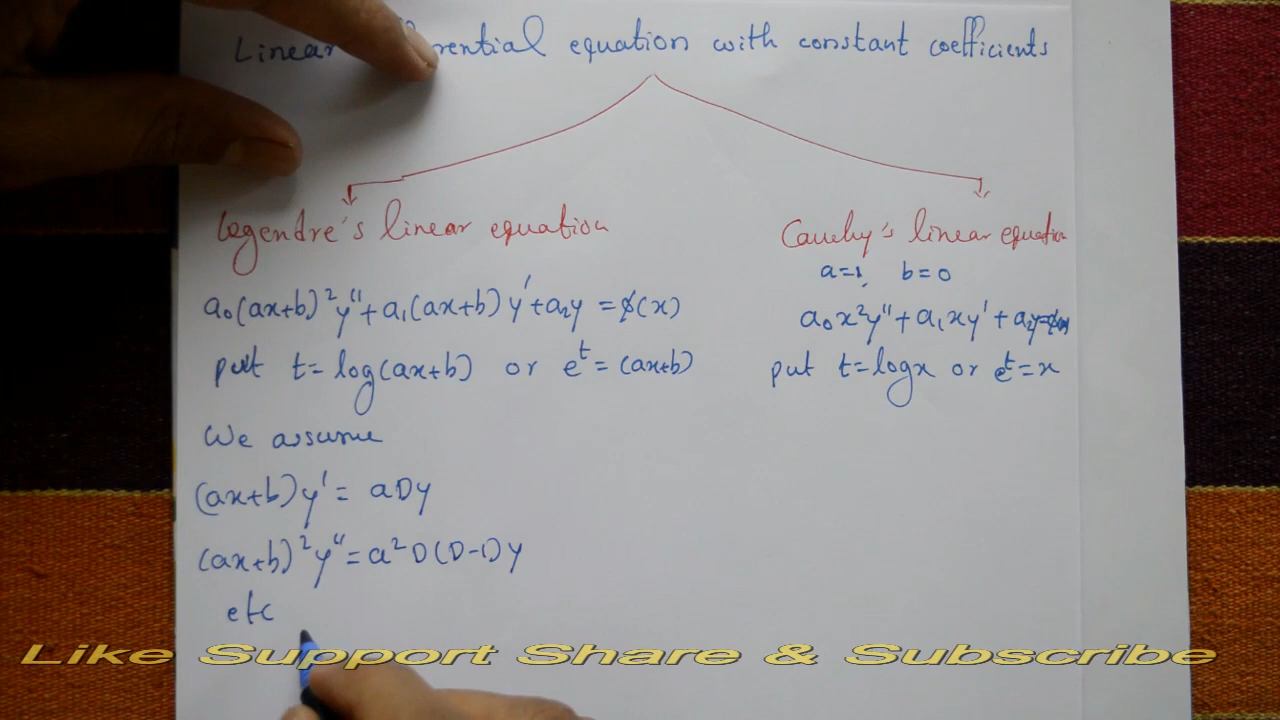 Linear rential equation with constant coefficients
Legendre's linear equation
a₀(ax+b)²y''+a₁(ax+b)y'+a₂y=ϕ(x)
put t=log(ax+b) or eᵗ=(ax+b)
We assume
(ax+b)y'=aDy
(ax+b)²y''=a²D(D-1)y
etc
Cauchy's linear equation
a=1, b=0
a₀x²y''+a₁xy'+a₂y=ϕ(x)
put t=logx or eᵗ=x
Like Support Share & Subscribe